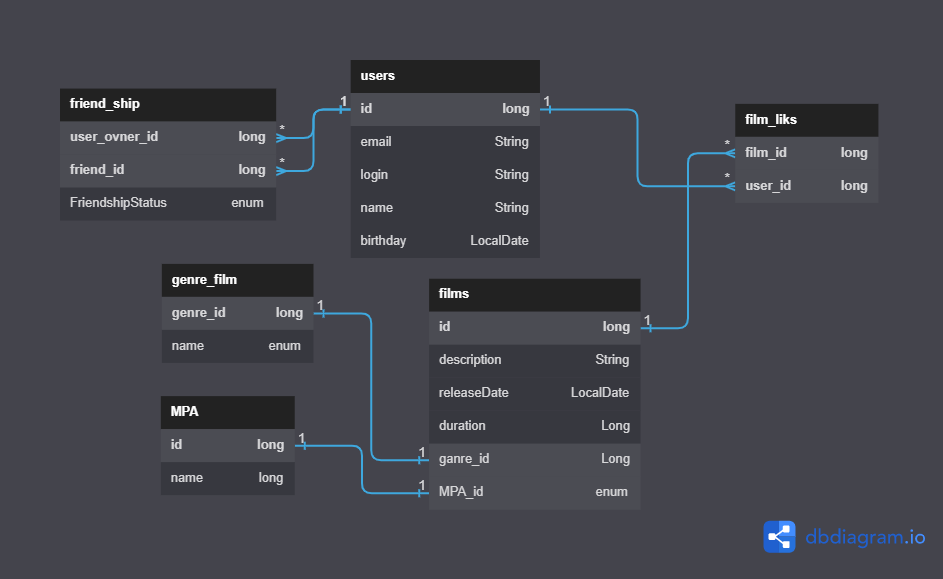 users
id long
email String
login String
name String
birthday LocalDate
friend_ship
user_ovner_id long
friend_id long
FriendshipStatus enum
film_liks
film_id long
user_id long
genre_film
genre_id long
name enum
films
id long
description String
releaseDate LocalDate
duration Long
ganre_id Long
MPA_id enum
MPA
id long
name long
1
1
*
*
*
*
1
1
1
1
1
dbdiagram.io